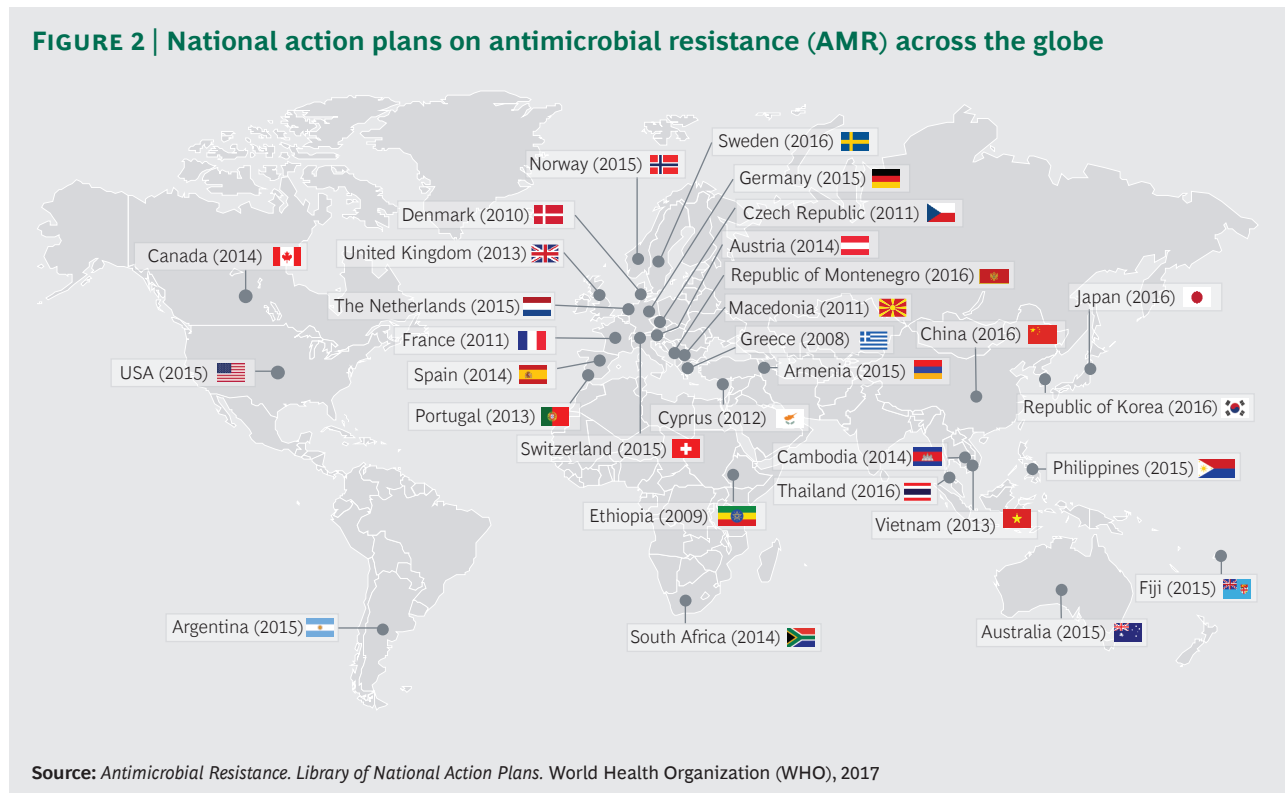 FIGURE 2 | National action plans on antimicrobial resistance (AMR) across the globe
Sweden (2016)
Norway (2015)
Germany (2015)
Denmark (2010)
Czech Republic (2011)
Canada (2014)
United Kingdom (2013)
Austria (2014)
Republic of Montenegro (2016)
The Netherlands (2015)
Macedonia (2011)
Japan (2016)
France (2011)
Greece (2008)
China (2016)
USA (2015)
Spain (2014)
Armenia (2015)
Portugal (2013)
Cyprus (2012)
Republic of Korea (2016)
Switzerland (2015)
Cambodia (2014)
Philippines (2015)
Thailand (2016)
Ethiopia (2009)
Vietnam (2013)
Fiji (2015)
Argentina (2015)
South Africa (2014)
Australia (2015)
Source: Antimicrobial Resistance. Library of National Action Plans. World Health Organization (WHO), 2017